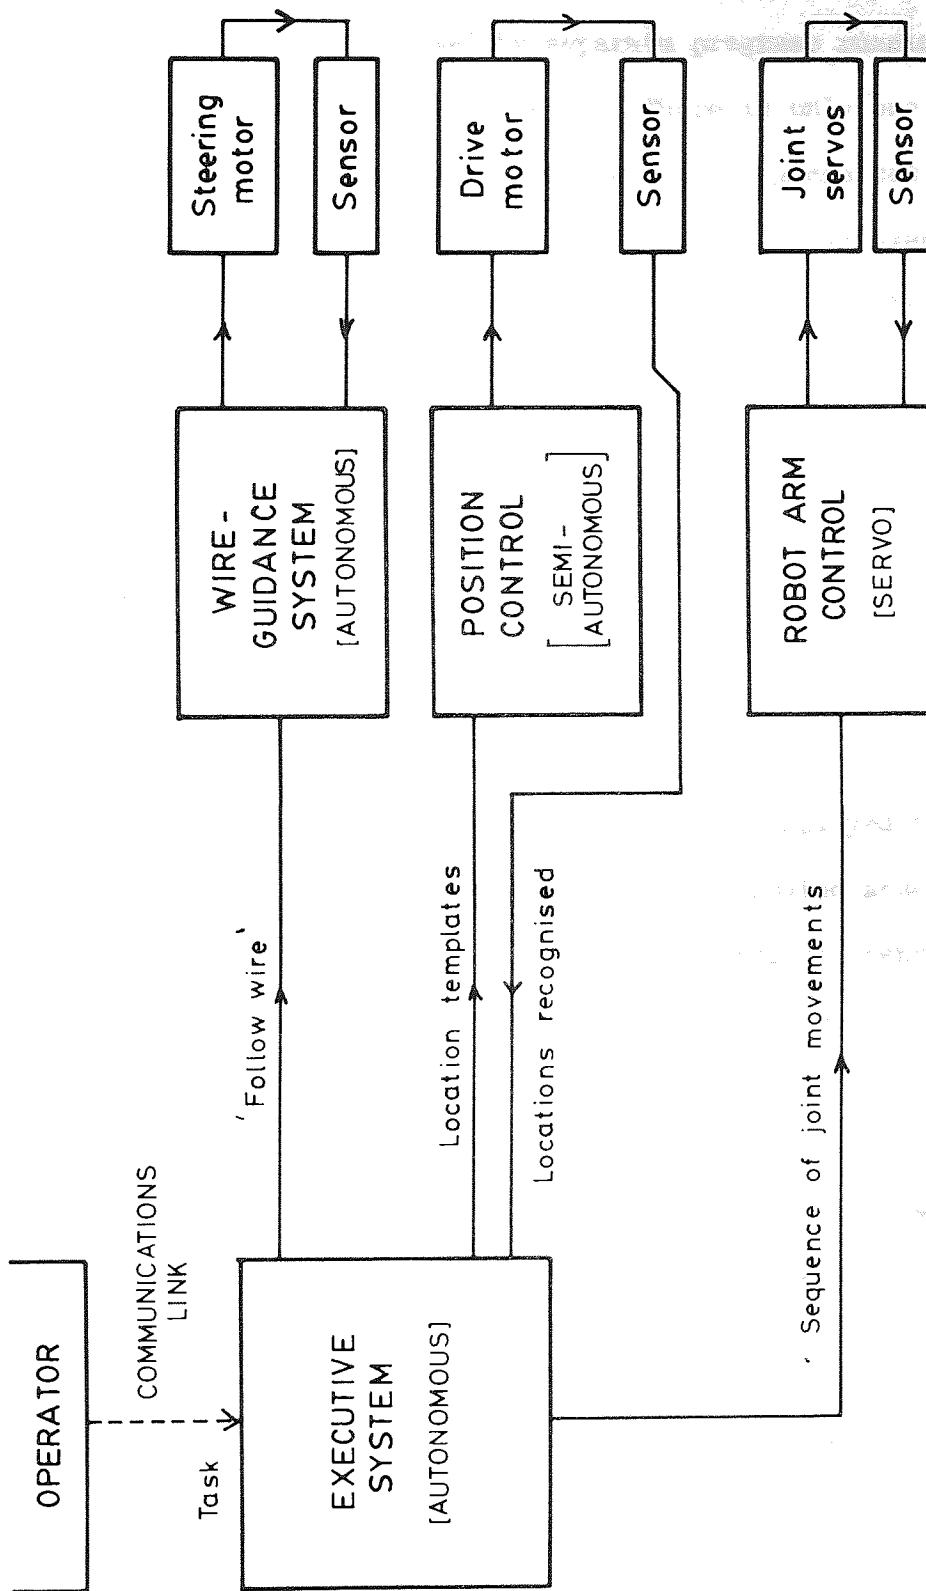 OPERATOR
COMMUNICATIONS
LINK
Task
EXECUTIVE
SYSTEM
[AUTONOMOUS]
'Follow wire'
WIRE-
GUIDANCE
SYSTEM
[AUTONOMOUS]
Steering
motor
Sensor
Location templates
Locations recognised
POSITION
CONTROL
[SEMI-
AUTONOMOUS]
Drive
motor
Sensor
Sequence of joint movements
ROBOT ARM
CONTROL
[SERVO]
Joint
servos
Sensor